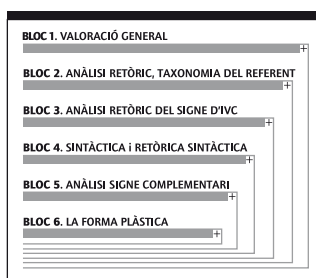 BLOC 1. VALORACIÓ GENERAL
+
BLOC 2. ANÀLISI RETÒRIC, TAXONOMIA DEL REFERENT
+
BLOC 3. ANÀLISI RETÒRIC DEL SIGNE D'IVC
+
BLOC 4. SINTÀCTICA i RETÒRICA SINTÀCTICA
+
BLOC 5. ANÀLISI SIGNE COMPLEMENTARI
+
BLOC 6. LA FORMA PLÀSTICA
+